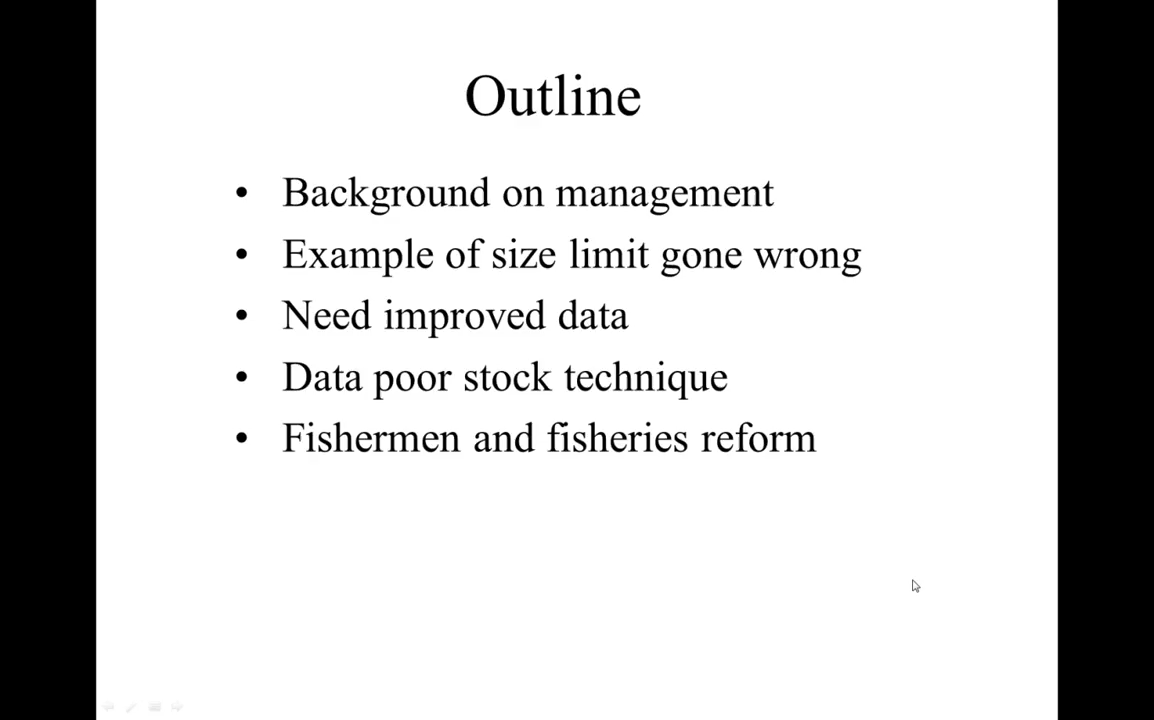 Outline
• Background on management
• Example of size limit gone wrong
• Need improved data
• Data poor stock technique
• Fishermen and fisheries reform